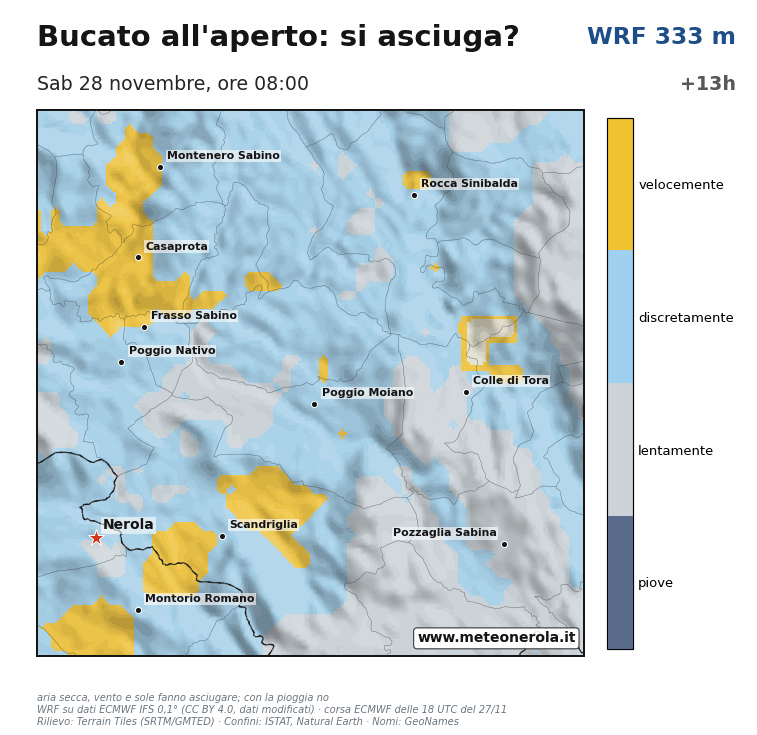 Bucato all'aperto: si asciuga?
WRF 333 m
Sab 28 novembre, ore 08:00
+13h
Montenero Sabino
Rocca Sinibalda
Casaprota
Frasso Sabino
Poggio Nativo
Colle di Tora
Poggio Moiano
Nerola
Scandriglia
Pozzaglia Sabina
Montorio Romano
www.meteonerola.it
velocemente
discretamente
lentamente
piove
aria secca, vento e sole fanno asciugare; con la pioggia no
WRF su dati ECMWF IFS 0,1° (CC BY 4.0, dati modificati) · corsa ECMWF delle 18 UTC del 27/11
Rilievo: Terrain Tiles (SRTM/GMTED) · Confini: ISTAT, Natural Earth · Nomi: GeoNames